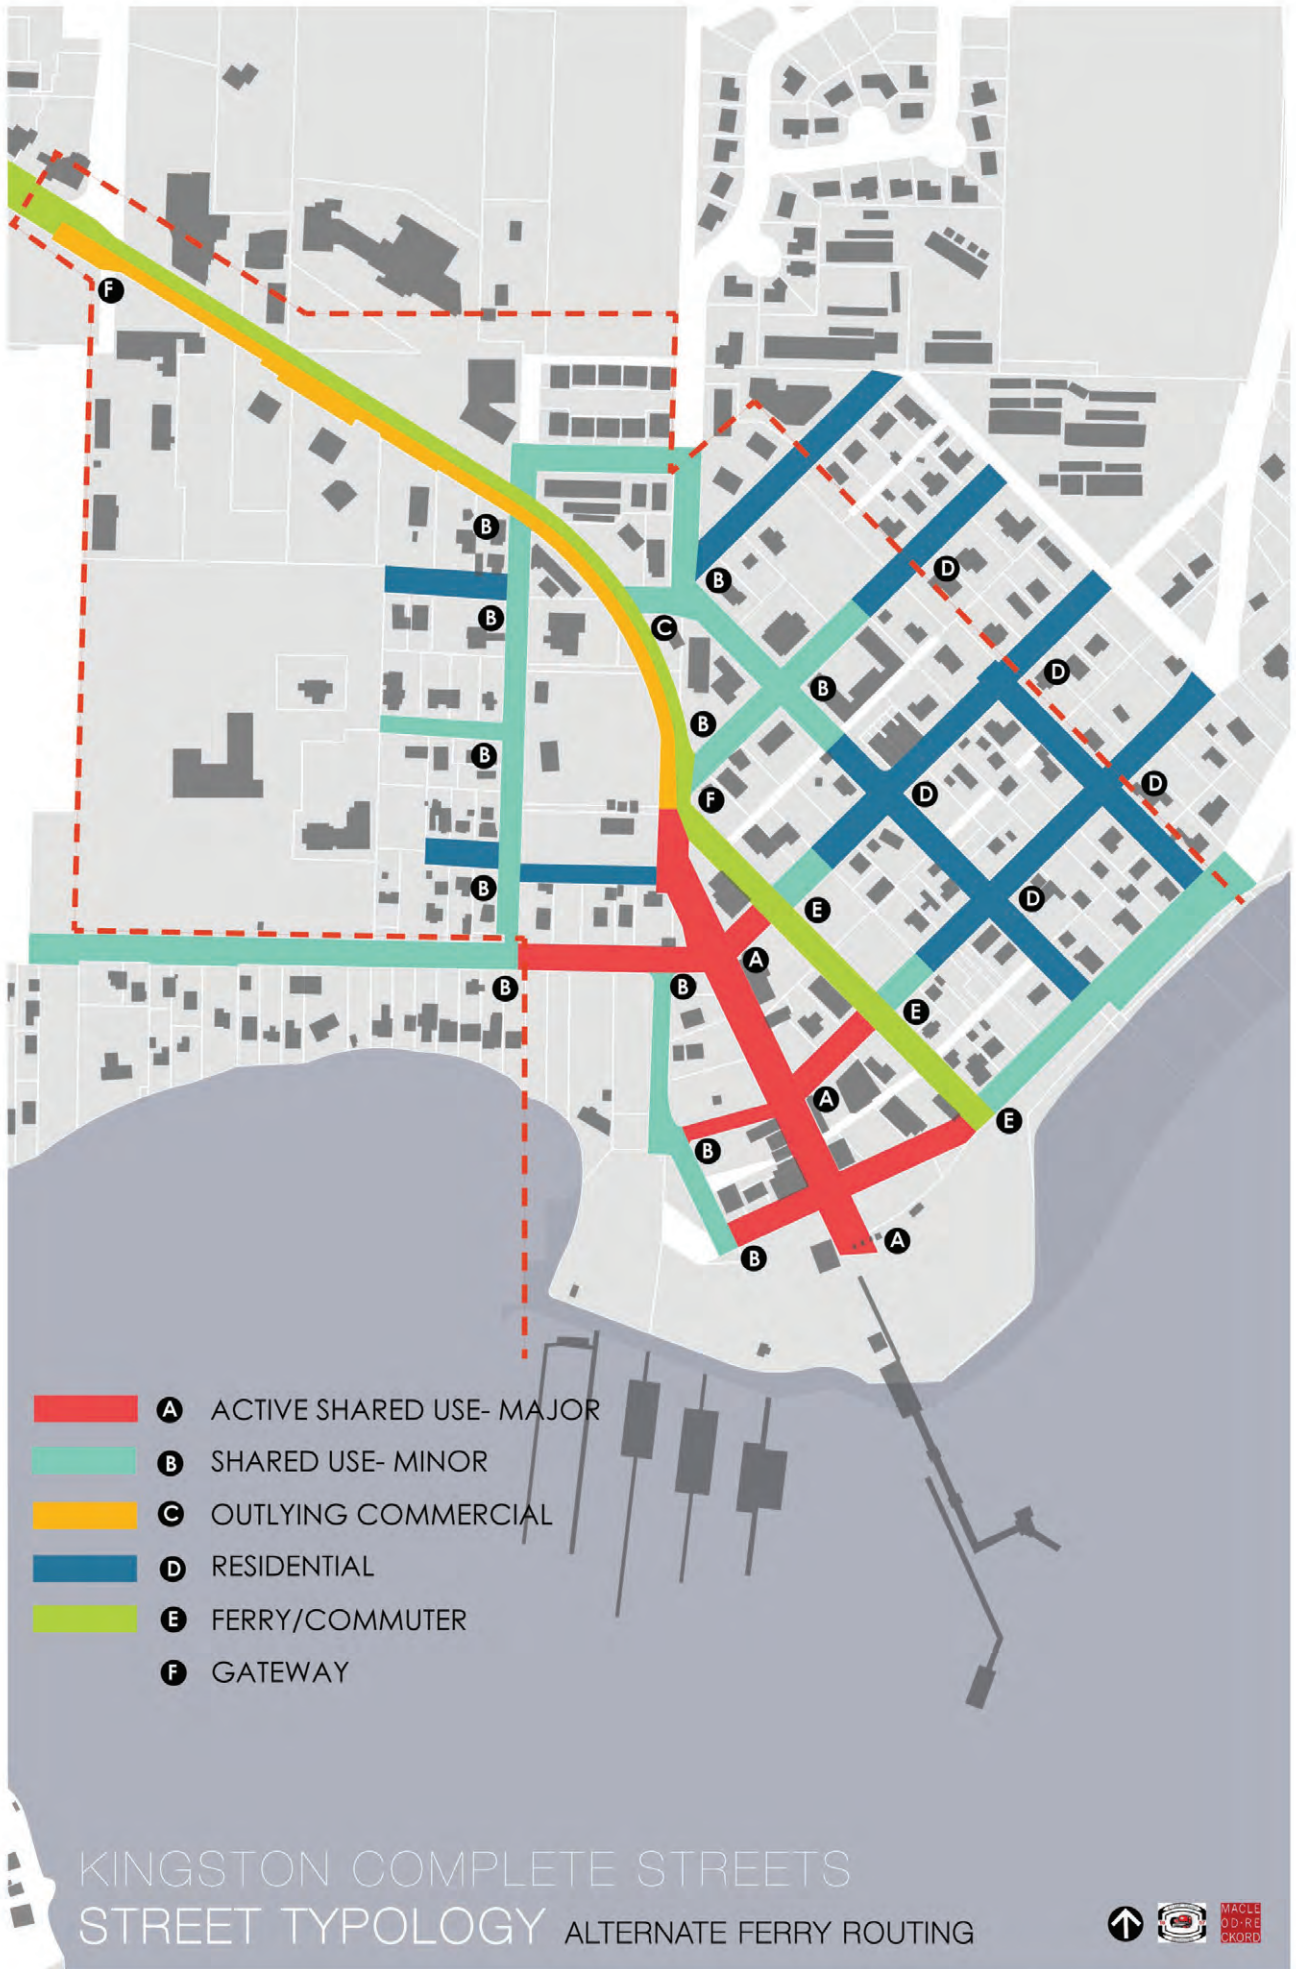 F
B
D
B
B
C
D
B
B
B
D
F
D
B
D
E
A
B
B
E
A
E
B
A
B
A ACTIVE SHARED USE- MAJOR
B SHARED USE- MINOR
C OUTLYING COMMERCIAL
D RESIDENTIAL
E FERRY/COMMUTER
F GATEWAY
KINGSTON COMPLETE STREETS
STREET TYPOLOGY ALTERNATE FERRY ROUTING
MACLE
OD-RE
CKORD